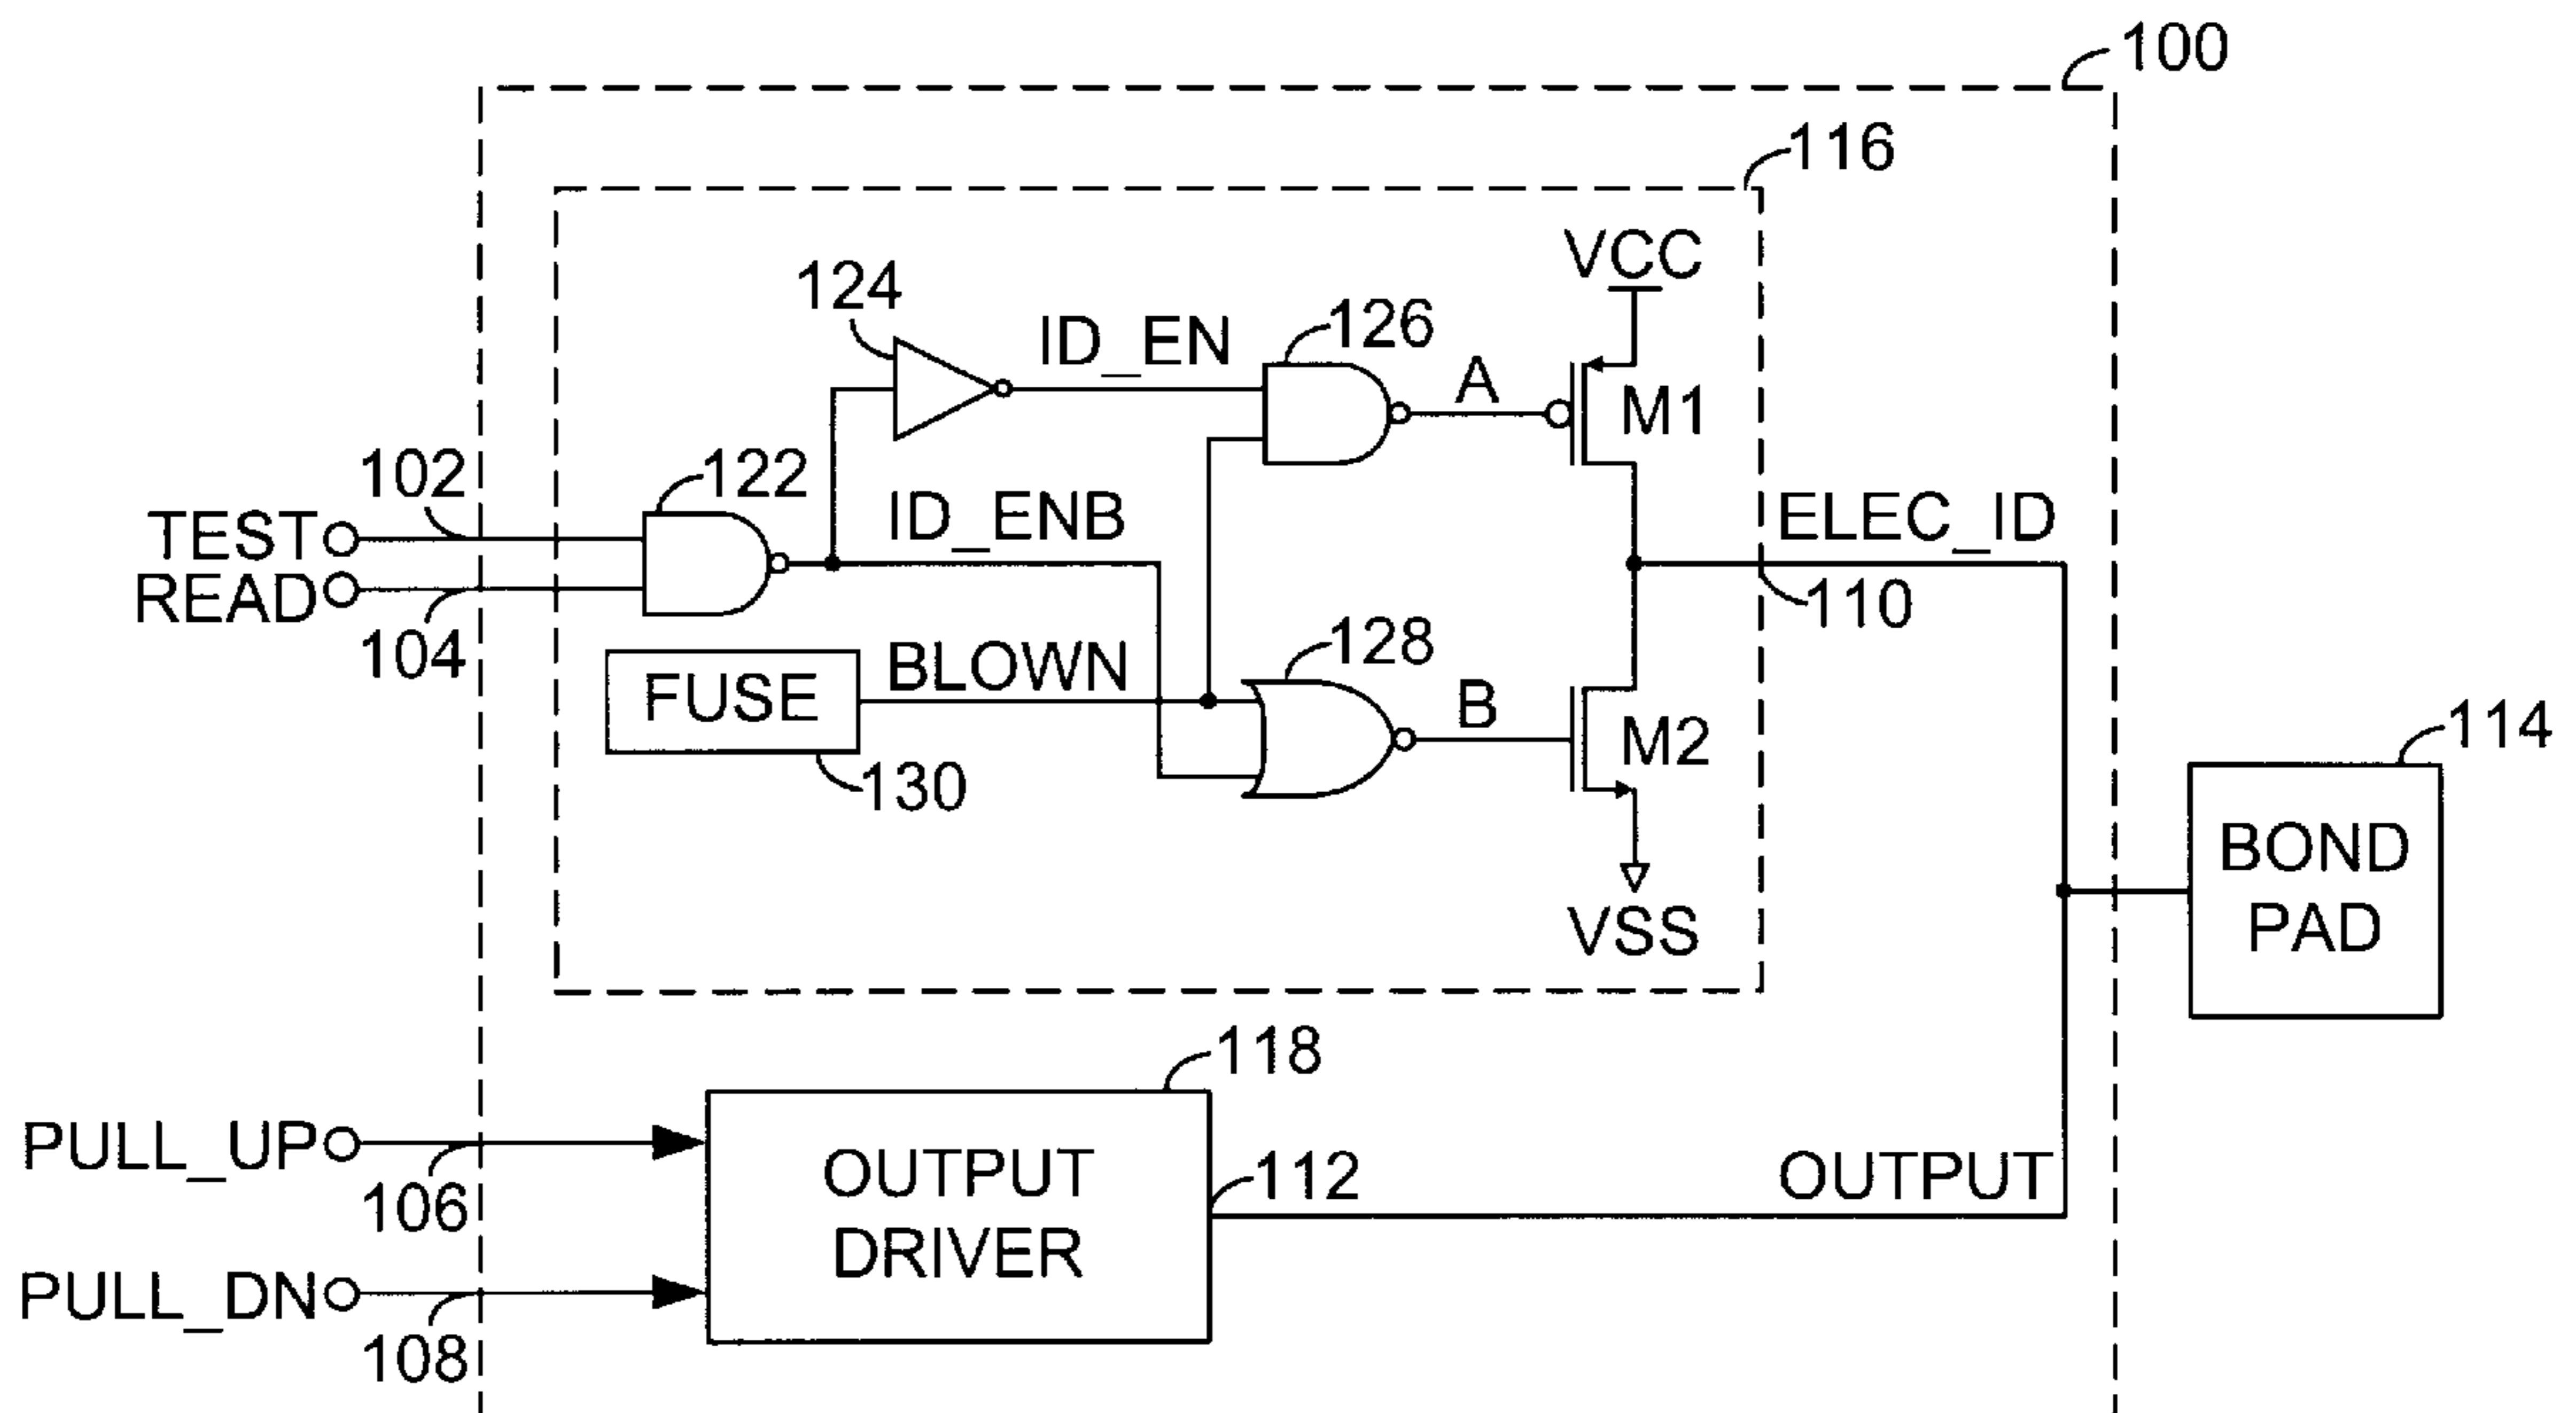 100
116
VCC
124
ID_EN
126
A
M1
102
122
ID_ENB
ELEC_ID
TEST
READ
110
104
BLOWN
128
FUSE
B
M2
114
130
BOND
PAD
VSS
118
PULL_UP
OUTPUT
DRIVER
112
OUTPUT
106
PULL_DN
108